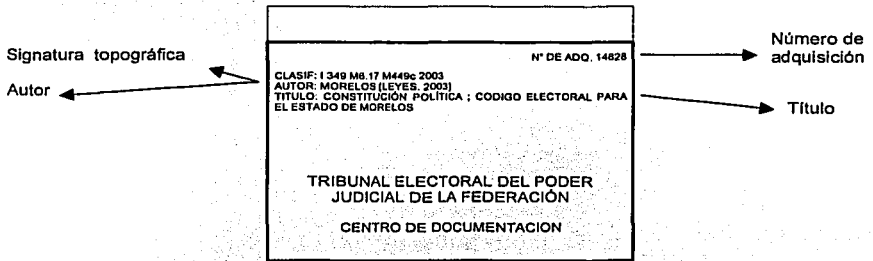 Signatura topográfica
Autor
N° DE ADQ. 14828
CLASIF: I 349 M6.17 M449c 2003
AUTOR: MORELOS [LEYES, 2003]
TITULO: CONSTITUCIÓN POLÍTICA ; CODIGO ELECTORAL PARA
EL ESTADO DE MORELOS
TRIBUNAL ELECTORAL DEL PODER
JUDICIAL DE LA FEDERACIÓN
CENTRO DE DOCUMENTACION
Número de
adquisición
Título